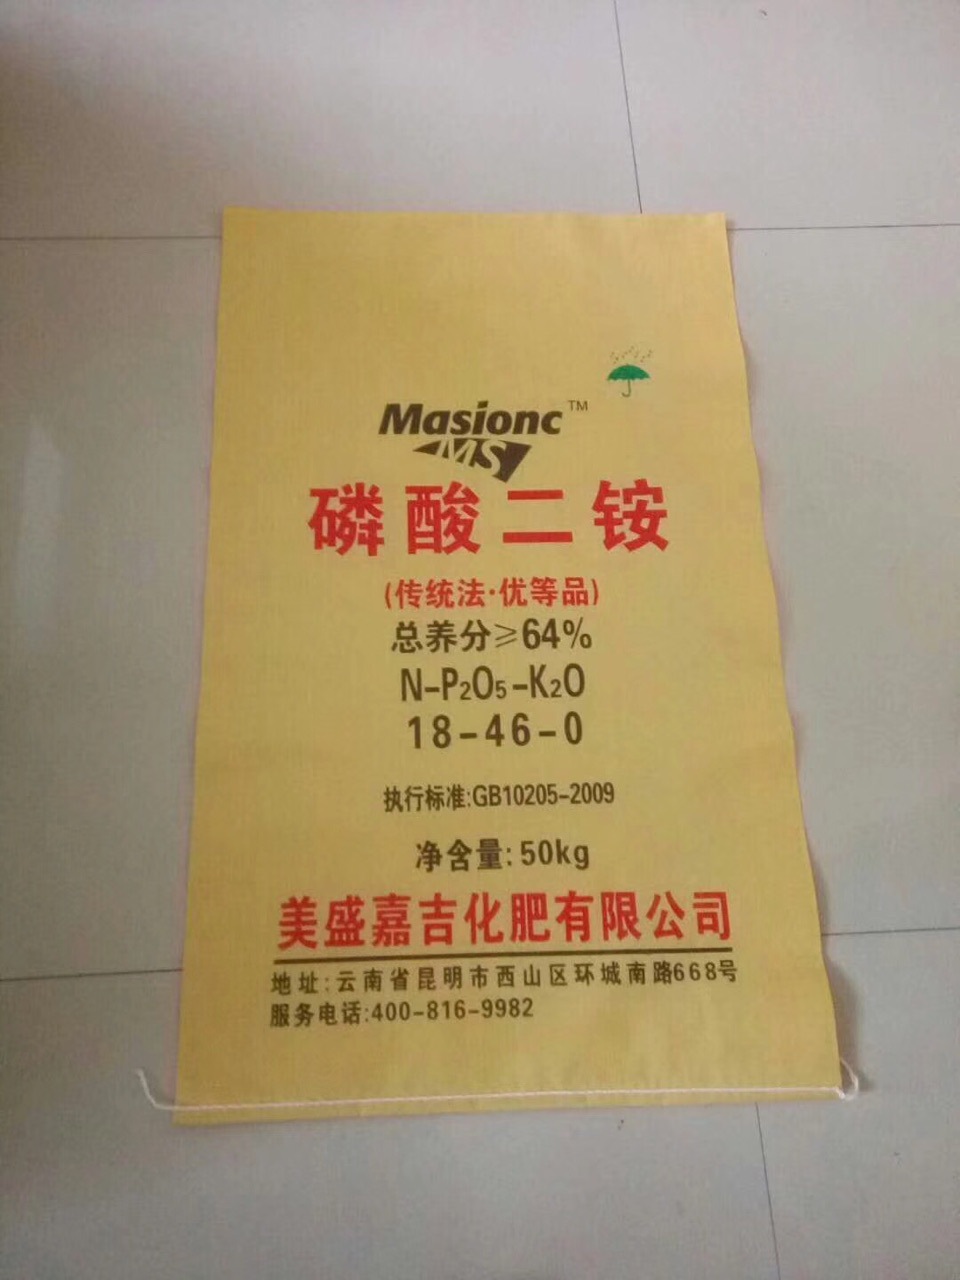 Masionc™
MS
磷酸二铵
(传统法·优等品)
总养分≥64%
N-P₂O₅-K₂O
18-46-0
执行标准:GB10205-2009
净含量:50kg
美盛嘉吉化肥有限公司
地址:云南省昆明市西山区环城南路668号
服务电话:400-816-9982